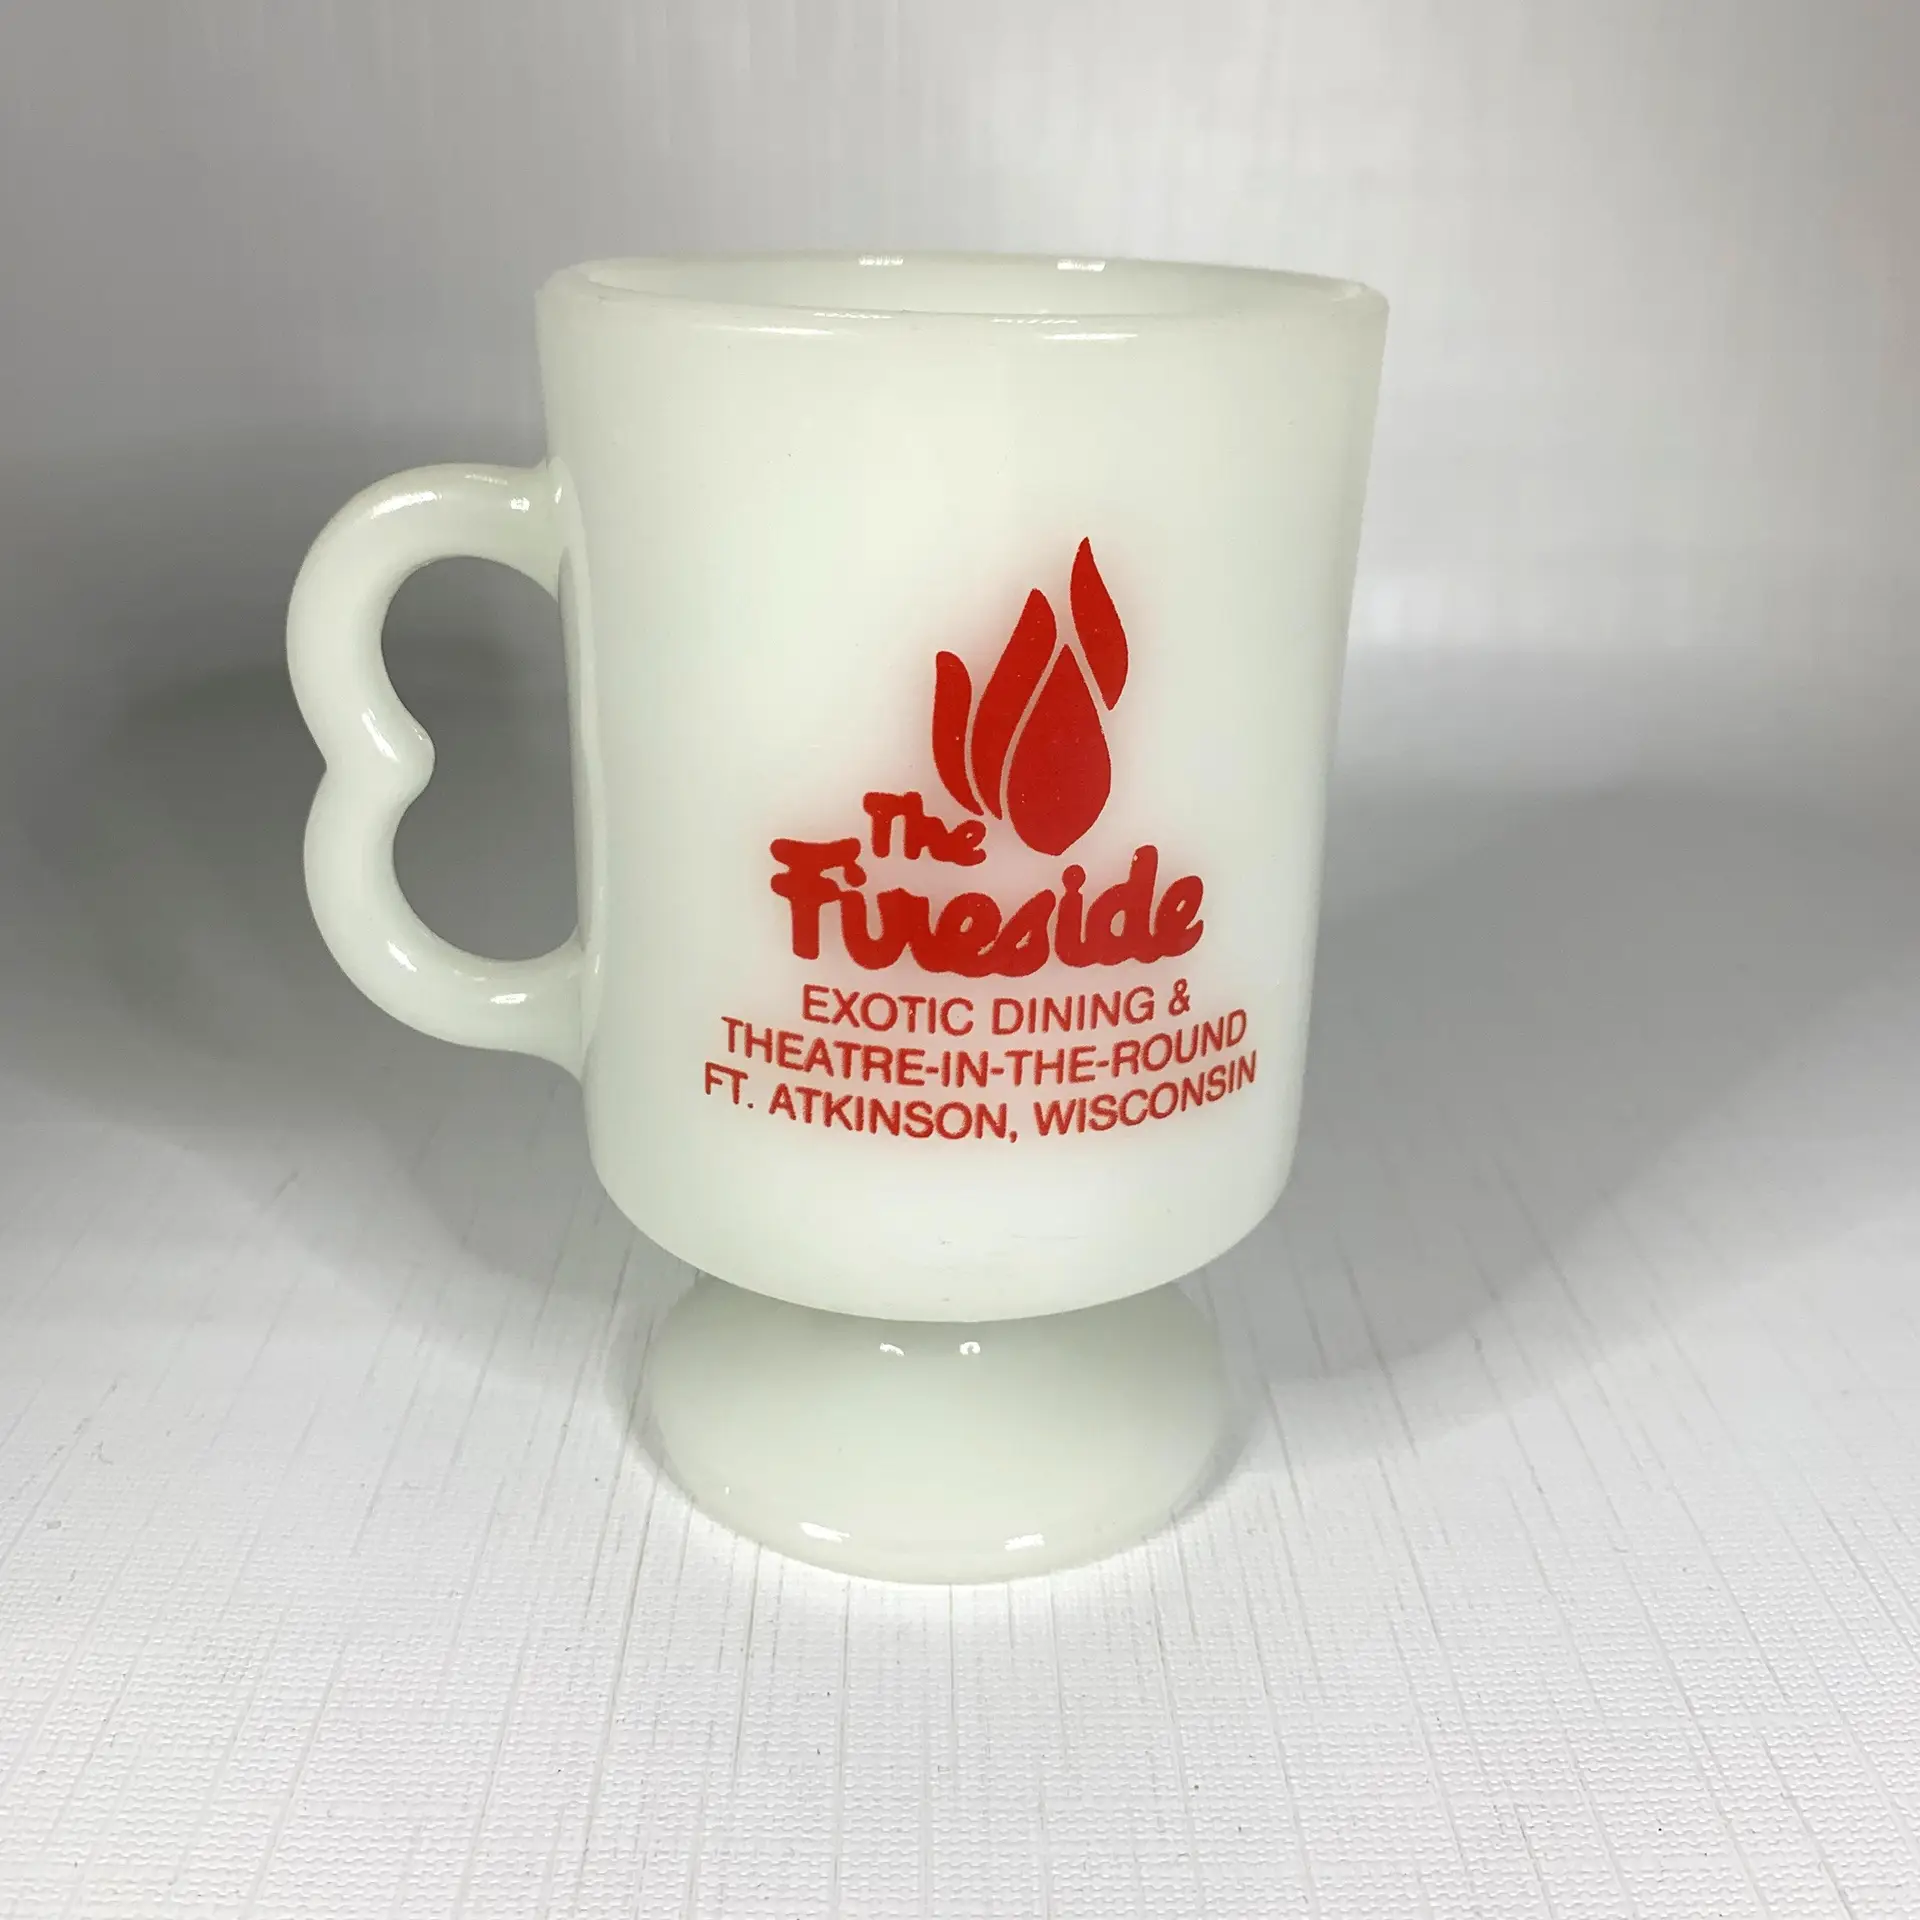 The
Fireside
EXOTIC DINING &
THEATRE-IN-THE-ROUND
FT. ATKINSON, WISCONSIN